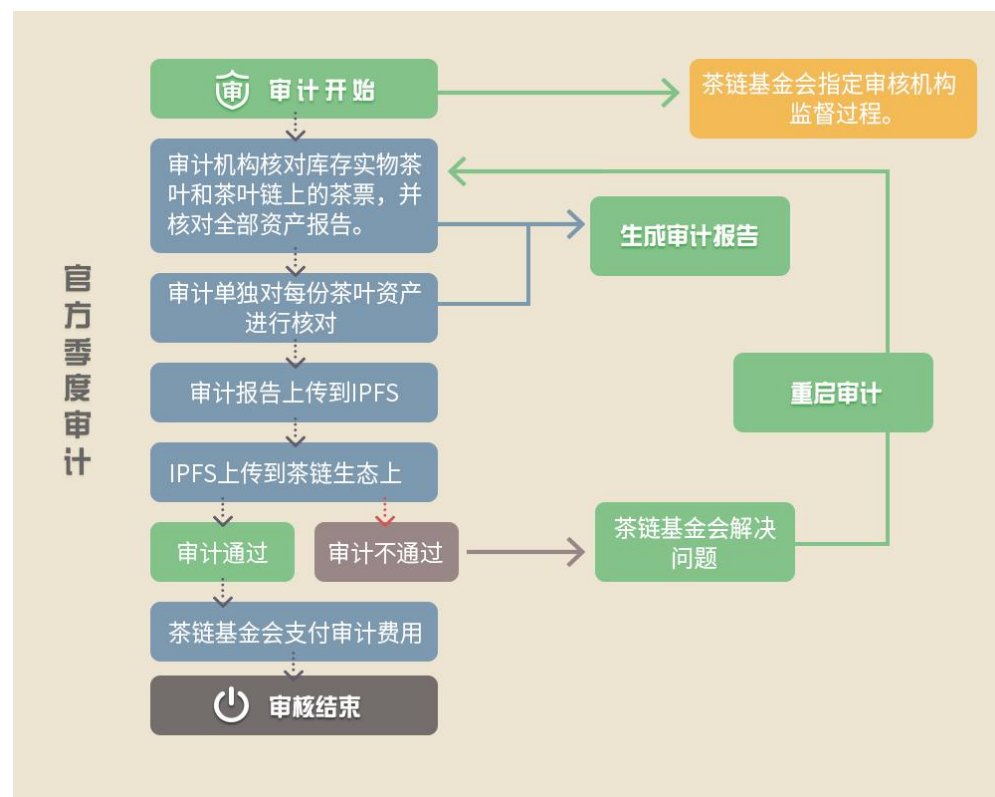 官方季度审计
审 审计开始
茶链基金会指定审核机构
监督过程。
审计机构核对库存实物茶
叶和茶叶链上的茶票，并
核对全部资产报告。
生成审计报告
审计单独对每份茶叶资产
进行核对
审计报告上传到IPFS
重启审计
IPFS上传到茶链生态上
审计通过
审计不通过
茶链基金会解决
问题
茶链基金会支付审计费用
审核结束